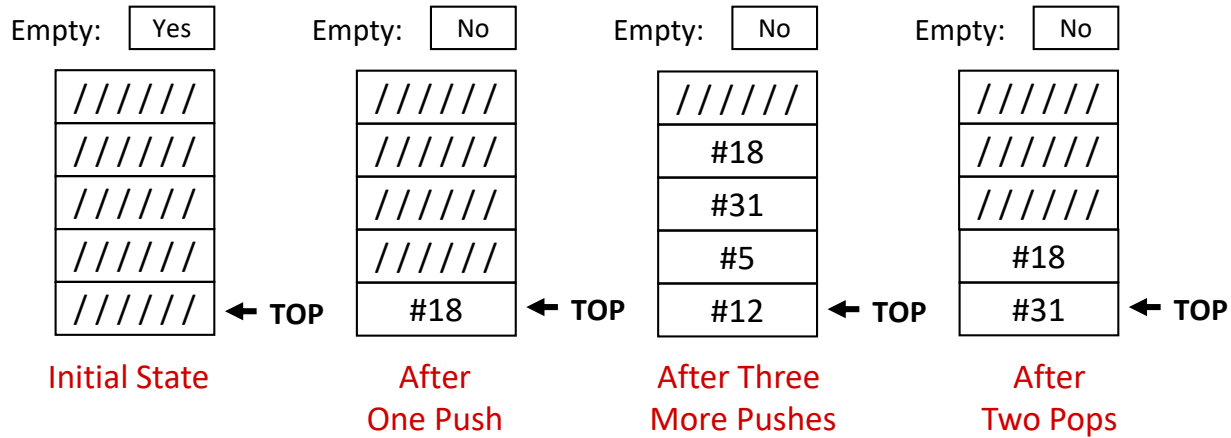 Empty: Yes
Empty: No
Empty: No
Empty: No
//////
//////
//////
//////
//////
TOP
//////
//////
//////
//////
#18
TOP
//////
#18
#31
#5
#12
TOP
//////
//////
//////
#18
#31
TOP
Initial State
After
One Push
After Three
More Pushes
After
Two Pops